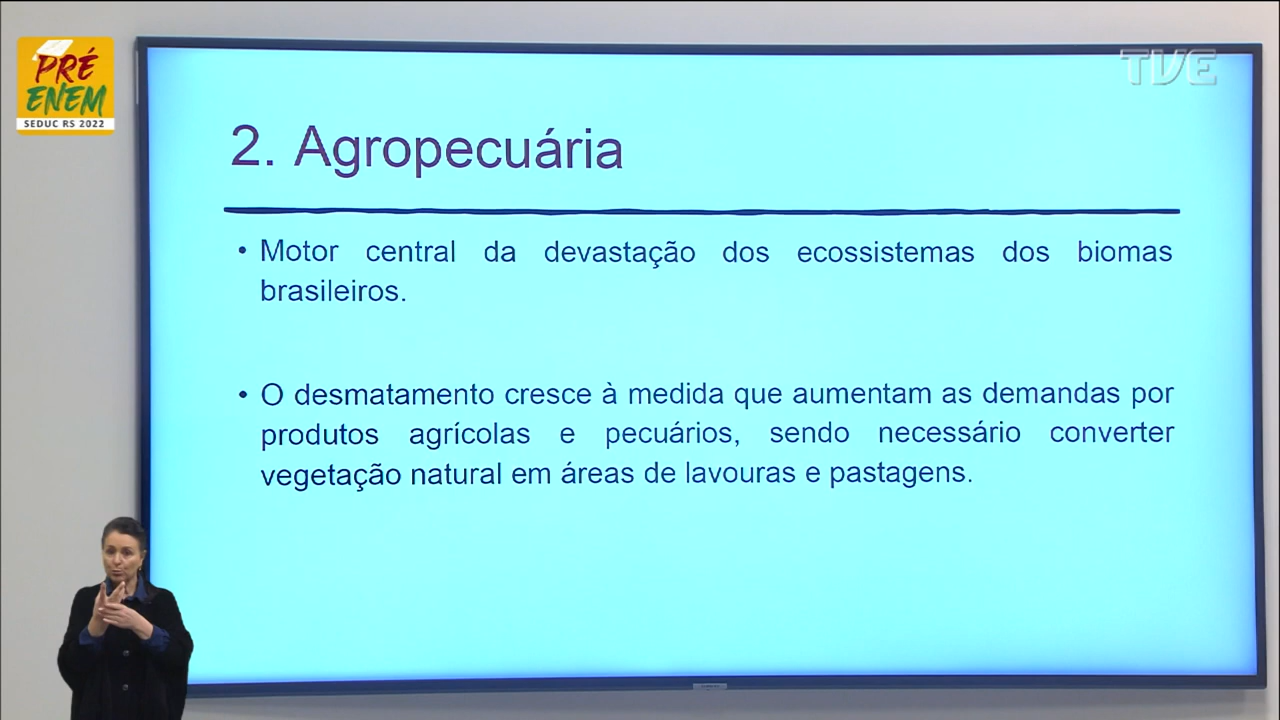 PRÉ
ENEM
SEDUC RS 2022
TVE
2. Agropecuária
• Motor central da devastação dos ecossistemas dos biomas
brasileiros.
• O desmatamento cresce à medida que aumentam as demandas por
produtos agrícolas e pecuários, sendo necessário converter
vegetação natural em áreas de lavouras e pastagens.